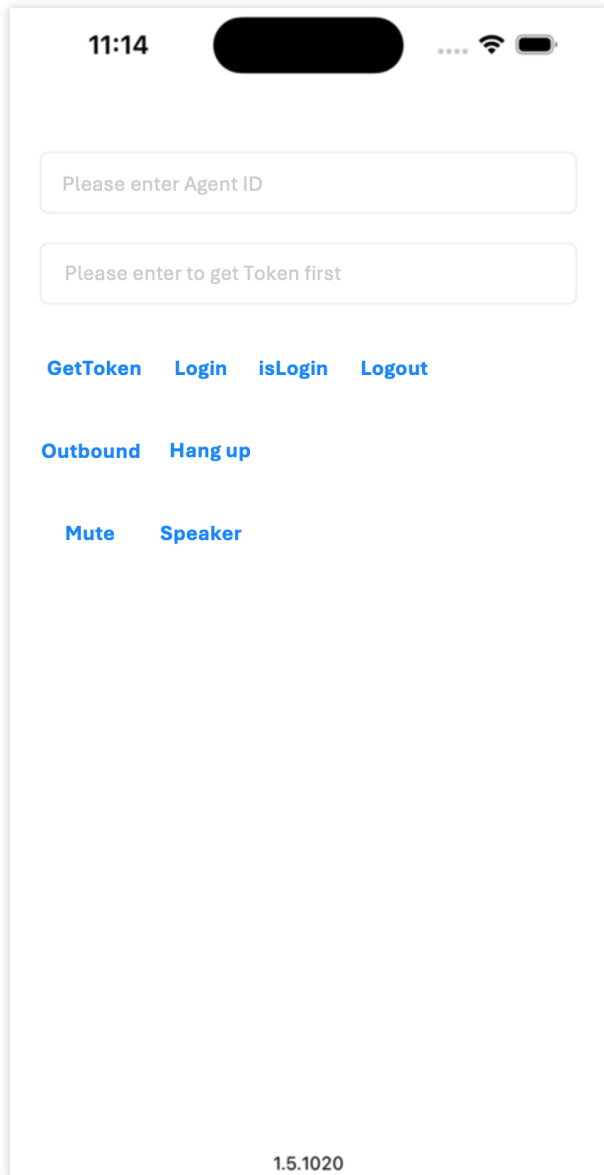 11:14
Please enter Agent ID
Please enter to get Token first
GetToken Login isLogin Logout
Outbound Hang up
Mute Speaker
1.5.1020